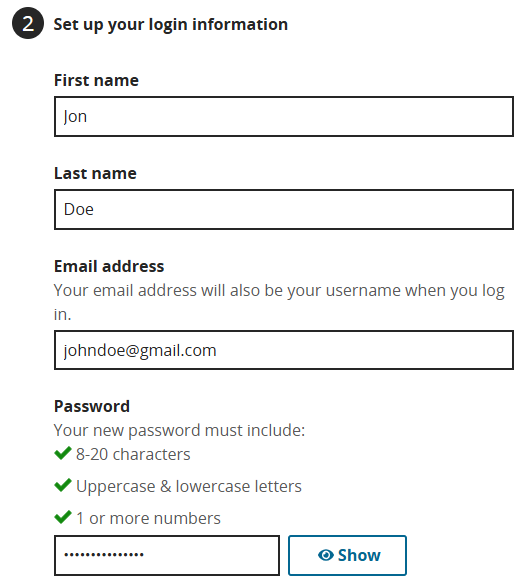 2 Set up your login information
First name
Jon
Last name
Doe
Email address
Your email address will also be your username when you log
in.
johndoe@gmail.com
Password
Your new password must include:
8-20 characters
Uppercase & lowercase letters
1 or more numbers
••••••••••••••• Show